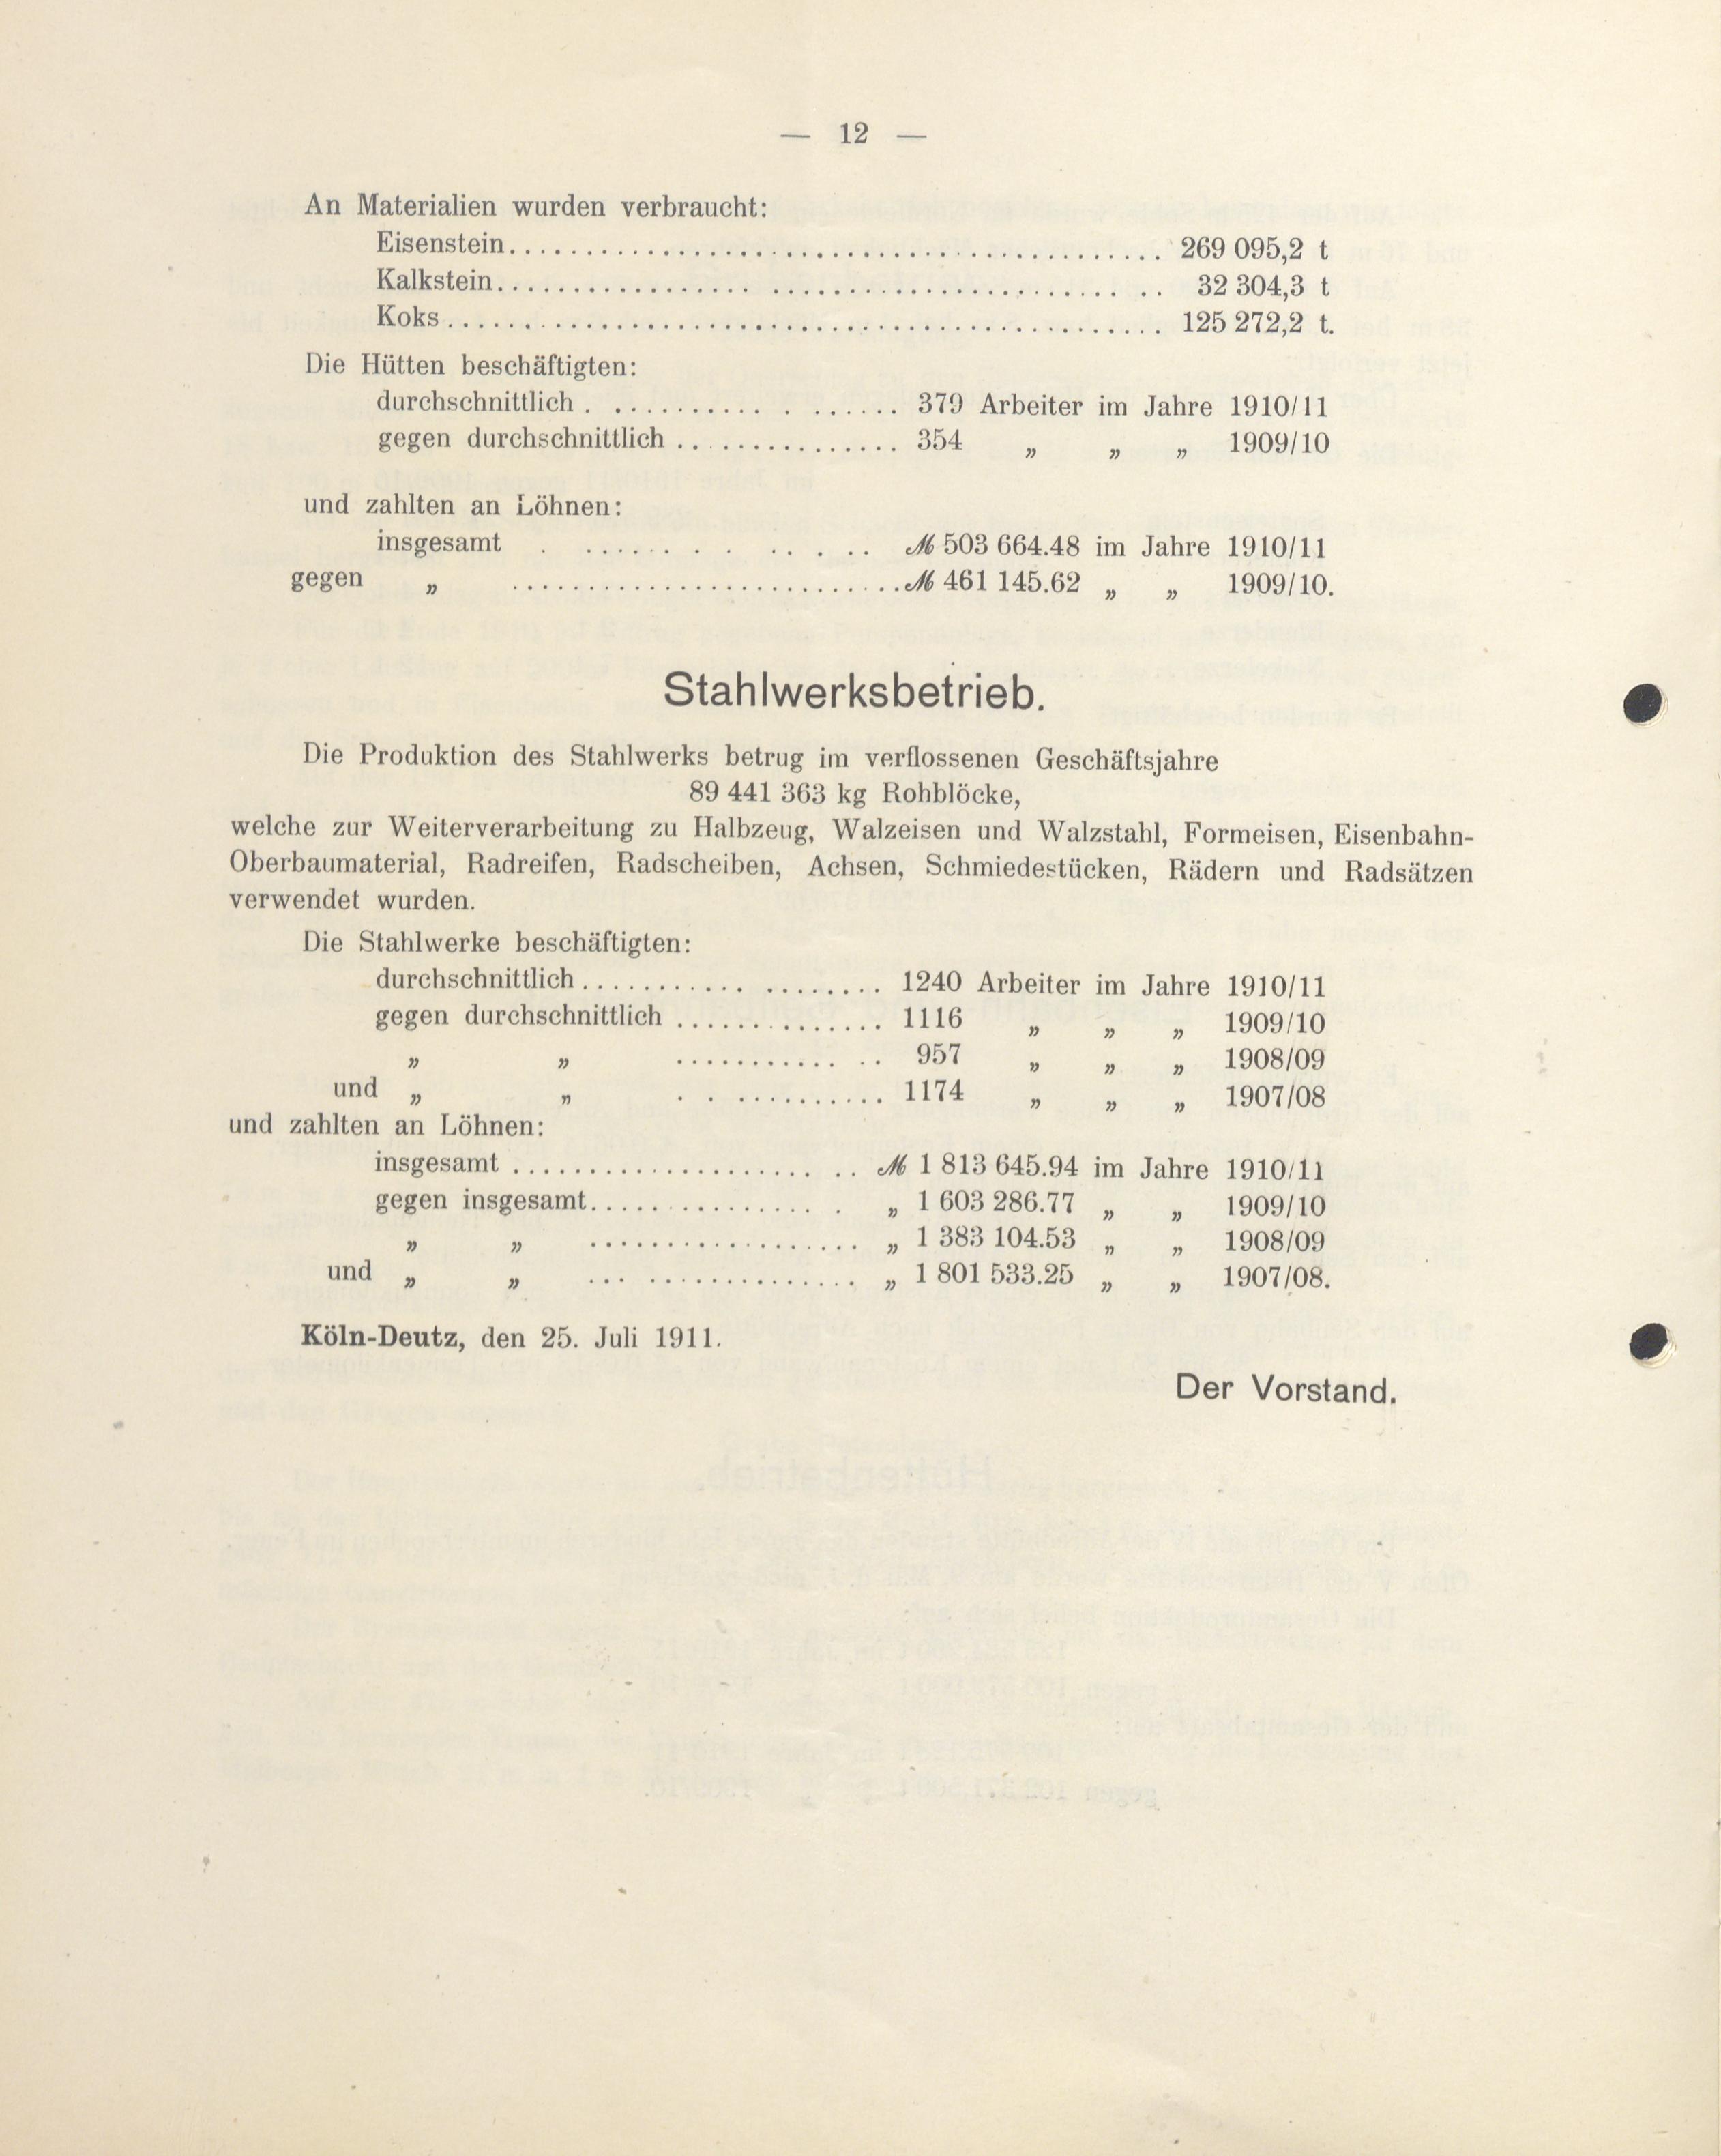 — 12 —
An Materialien wurden verbraucht:
Eisenstein........................................... 269 095,2 t
Kalkstein........................................... 32 304,3 t
Koks.............................................. 125 272,2 t.
Die Hütten beschäftigten:
durchschnittlich.................... 379 Arbeiter im Jahre 1910/11
gegen durchschnittlich............... 354 „ „ „ 1909/10
und zahlten an Löhnen:
insgesamt................ ℳ 503 664.48 im Jahre 1910/11
gegen „ ..........................ℳ 461 145.62 „ „ 1909/10.
Stahlwerksbetrieb.
Die Produktion des Stahlwerks betrug im verflossenen Geschäftsjahre
89 441 363 kg Rohblöcke,
welche zur Weiterverarbeitung zu Halbzeug, Walzeisen und Walzstahl, Formeisen, Eisenbahn-
Oberbaumaterial, Radreifen, Radscheiben, Achsen, Schmiedestücken, Rädern und Radsätzen
verwendet wurden.
Die Stahlwerke beschäftigten:
durchschnittlich................... 1240 Arbeiter im Jahre 1910/11
gegen durchschnittlich.............. 1116 „ „ „ 1909/10
„ „ ............. 957 „ „ „ 1908/09
und „ „ ............ 1174 „ „ „ 1907/08
und zahlten an Löhnen:
insgesamt...................... ℳ 1 813 645.94 im Jahre 1910/11
gegen insgesamt................ „ 1 603 286.77 „ „ 1909/10
„ „ .................. „ 1 383 104.53 „ „ 1908/09
und „ „ ................. „ 1 801 533.25 „ „ 1907/08.
Köln-Deutz, den 25. Juli 1911.
Der Vorstand.